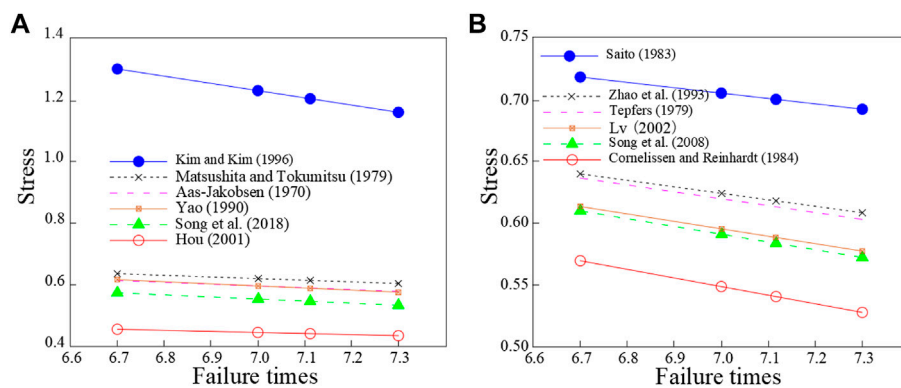 A
Stress
1.4
1.2
1.0
0.8
0.6
0.4
Kim and Kim (1996)
Matsushita and Tokumitsu (1979)
Aas-Jakobsen (1970)
Yao (1990)
Song et al. (2018)
Hou (2001)
6.6 6.7 6.8 6.9 7.0 7.1 7.2 7.3 7.4
Failure times
B
Stress
0.75
0.70
0.65
0.60
0.55
0.50
Saito (1983)
Zhao et al. (1993)
Tepfers (1979)
Lv (2002)
Song et al. (2008)
Cornelissen and Reinhardt (1984)
6.6 6.7 6.8 6.9 7.0 7.1 7.2 7.3 7.4
Failure times